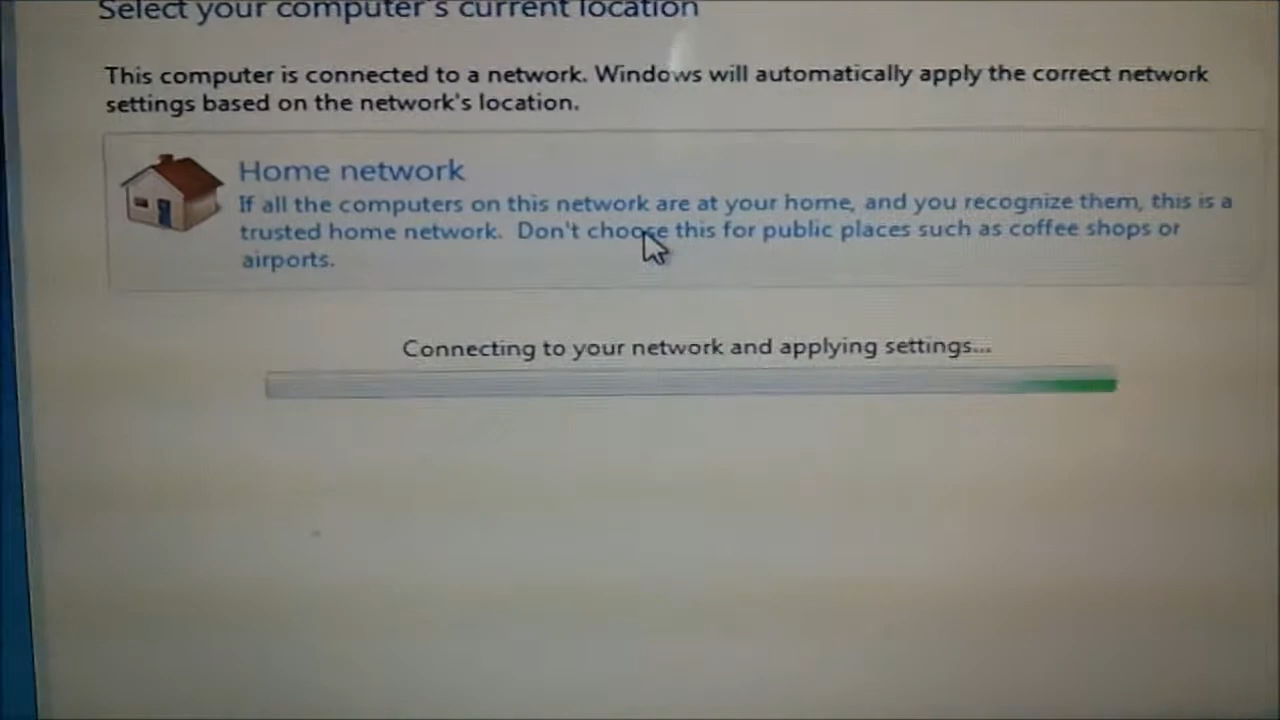 Select your computer's current location
This computer is connected to a network. Windows will automatically apply the correct network
settings based on the network's location.
Home network
If all the computers on this network are at your home, and you recognize them, this is a
trusted home network. Don't choose this for public places such as coffee shops or
airports.
Connecting to your network and applying settings...